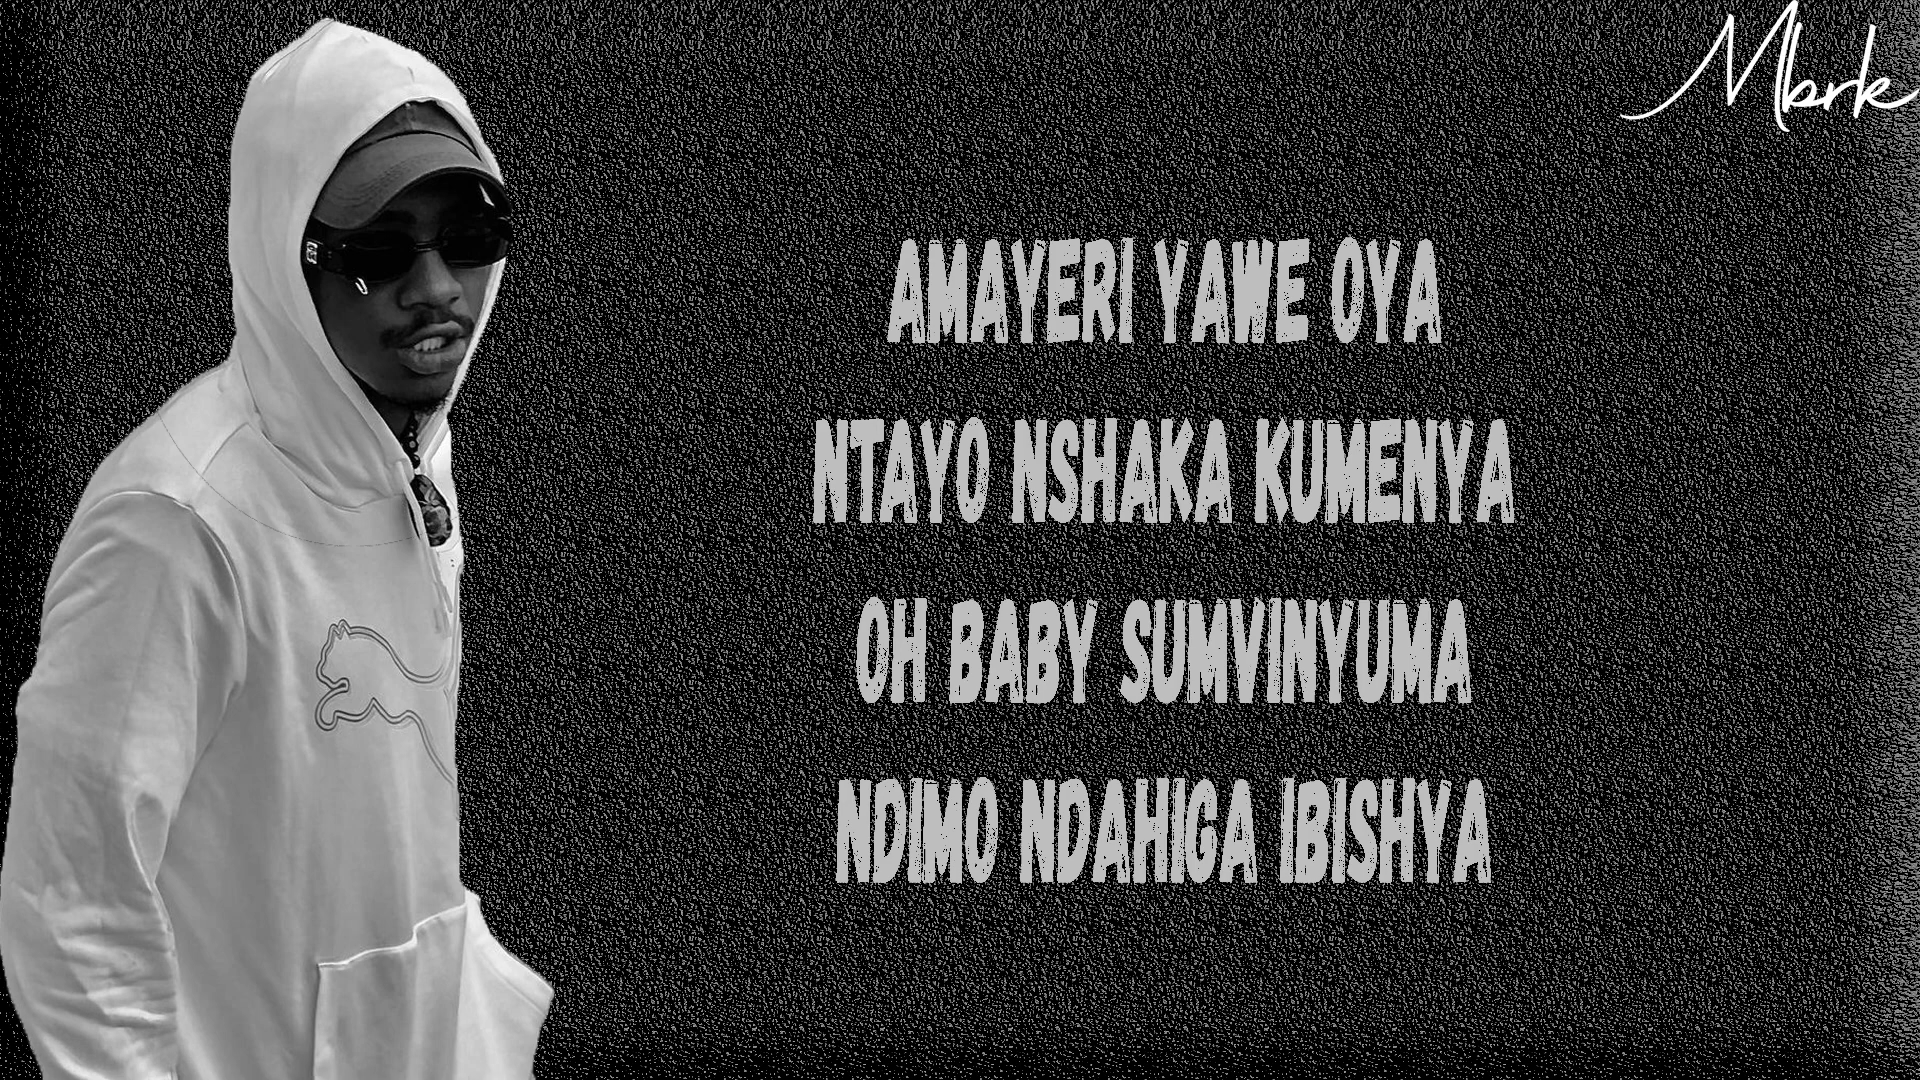 Mbrk
AMAYERI YAWE OYA
NTAYO NSHAKA KUMENYA
OH BABY SUMVINYUMA
NDIMO NDAHIGA IBISHYA